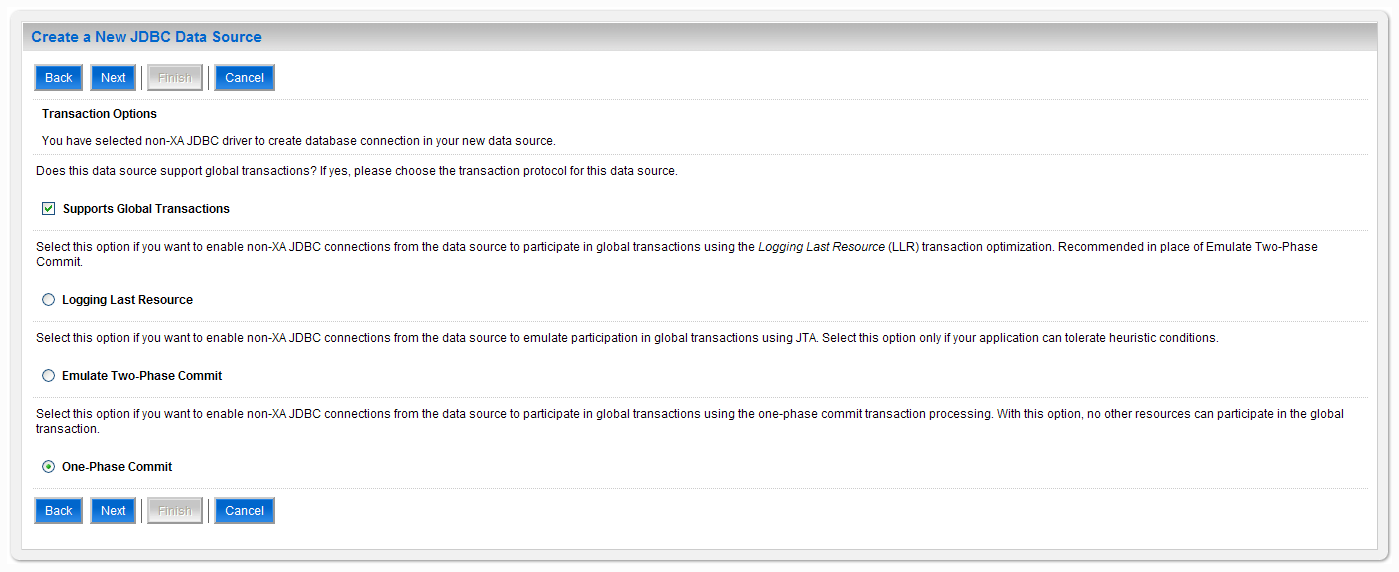 Create a New JDBC Data Source
Back Next Finish Cancel
Transaction Options
You have selected non-XA JDBC driver to create database connection in your new data source.
Does this data source support global transactions? If yes, please choose the transaction protocol for this data source.
Supports Global Transactions
Select this option if you want to enable non-XA JDBC connections from the data source to participate in global transactions using the Logging Last Resource (LLR) transaction optimization. Recommended in place of Emulate Two-Phase
Commit.
Logging Last Resource
Select this option if you want to enable non-XA JDBC connections from the data source to emulate participation in global transactions using JTA. Select this option only if your application can tolerate heuristic conditions.
Emulate Two-Phase Commit
Select this option if you want to enable non-XA JDBC connections from the data source to participate in global transactions using the one-phase commit transaction processing. With this option, no other resources can participate in the global
transaction.
One-Phase Commit
Back Next Finish Cancel